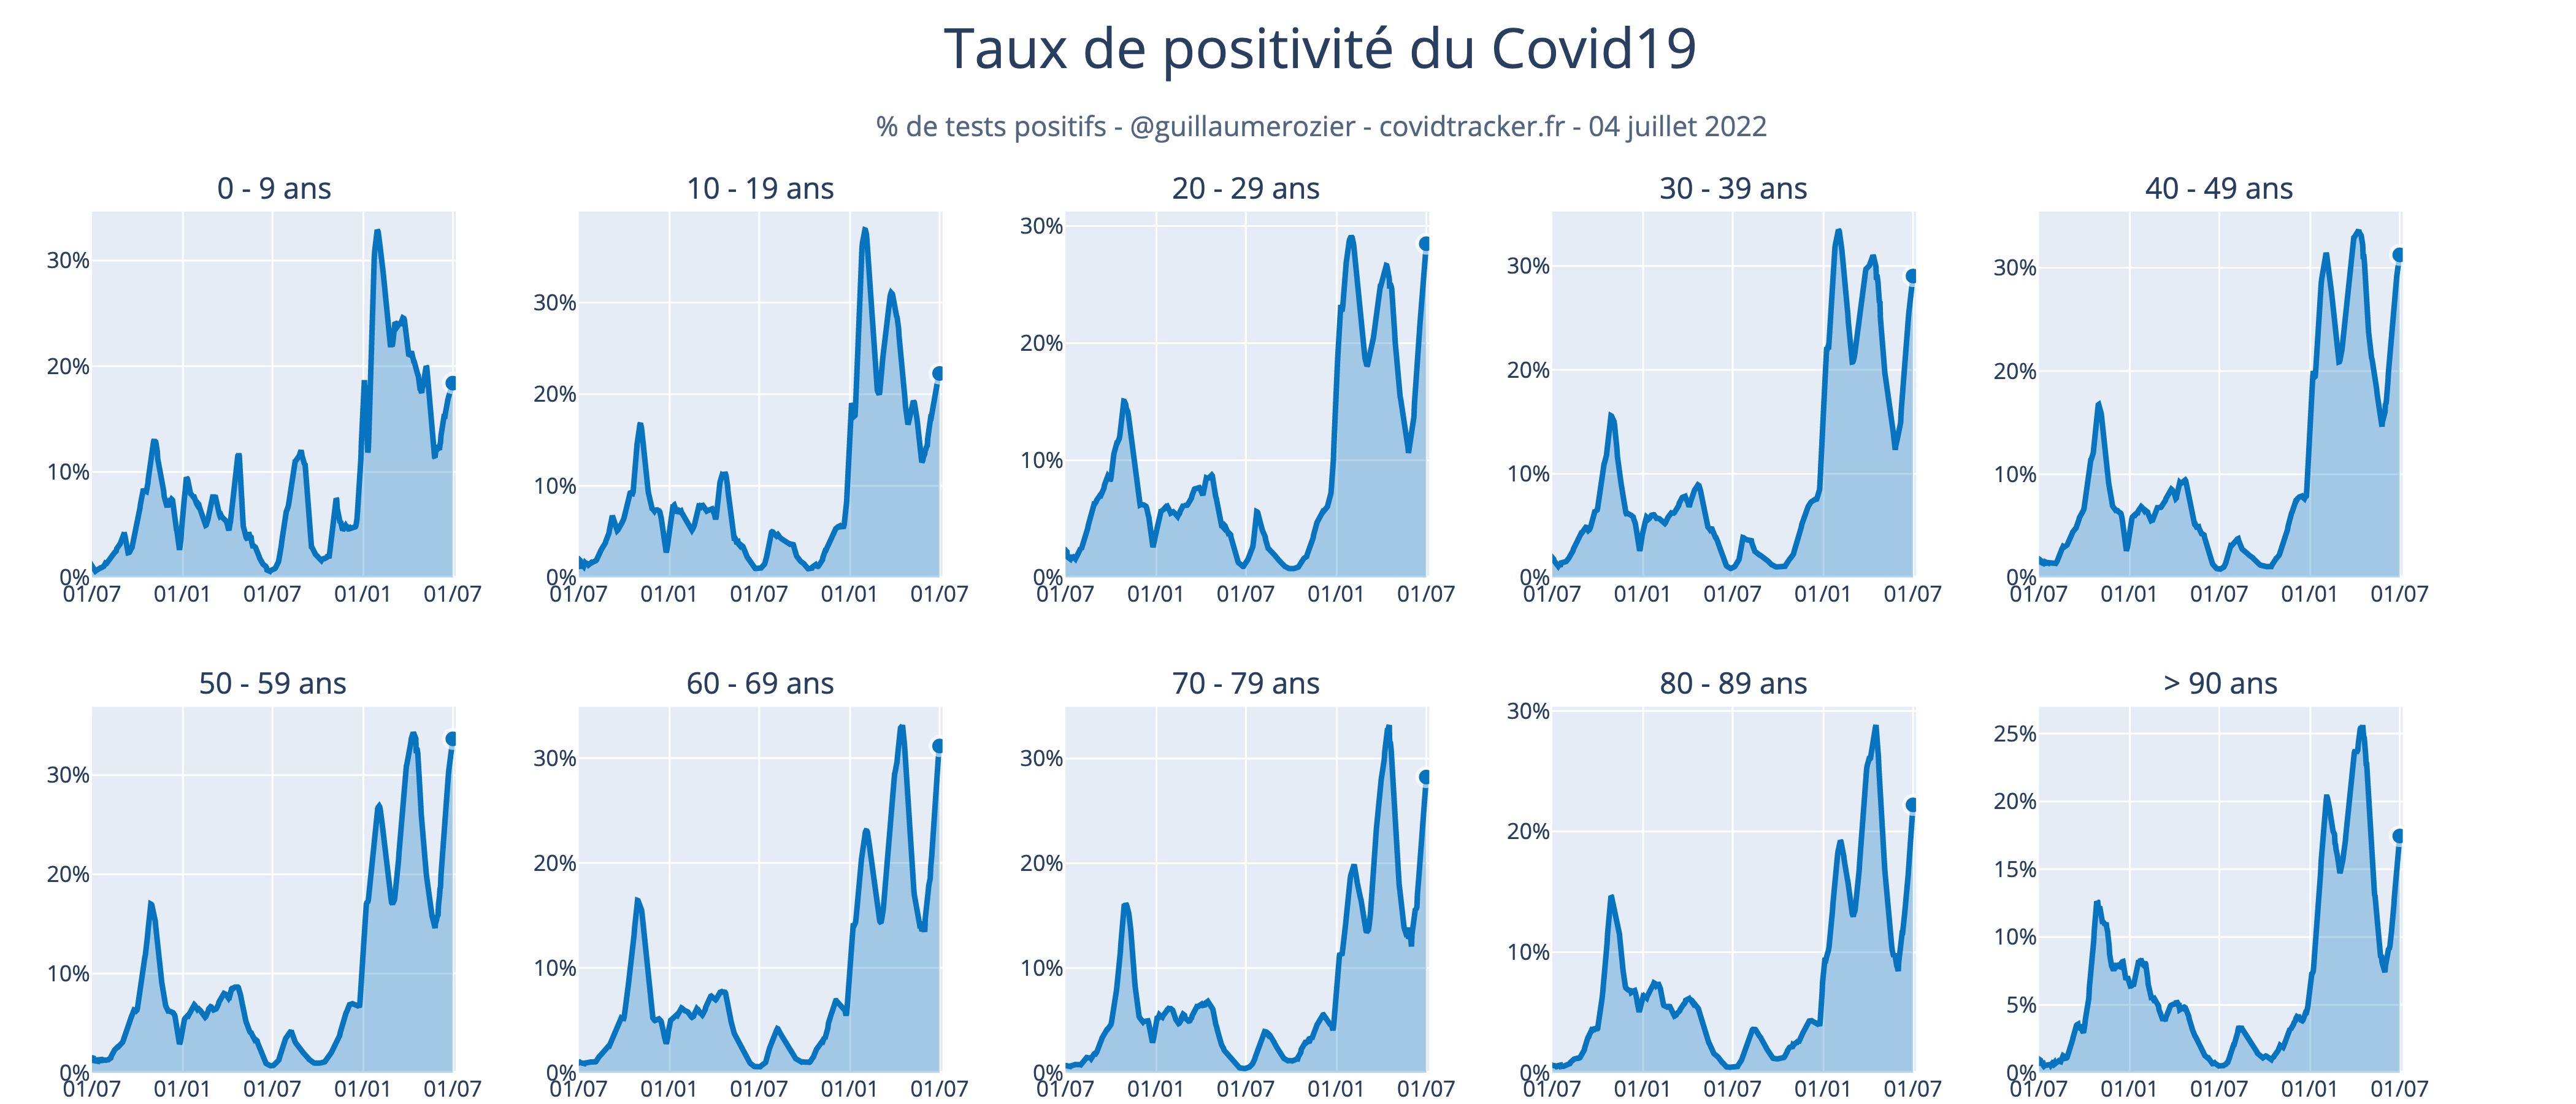 Taux de positivité du Covid19
% de tests positifs - @guillaumerozier - covidtracker.fr - 04 juillet 2022
0 - 9 ans
10 - 19 ans
20 - 29 ans
30 - 39 ans
40 - 49 ans
30%
20%
10%
0%
01/07 01/01 01/07 01/01 01/07
30%
20%
10%
0%
01/07 01/01 01/07 01/01 01/07
30%
20%
10%
0%
01/07 01/01 01/07 01/01 01/07
30%
20%
10%
0%
01/07 01/01 01/07 01/01 01/07
30%
20%
10%
0%
01/07 01/01 01/07 01/01 01/07
50 - 59 ans
60 - 69 ans
70 - 79 ans
80 - 89 ans
> 90 ans
30%
20%
10%
0%
01/07 01/01 01/07 01/01 01/07
30%
20%
10%
0%
01/07 01/01 01/07 01/01 01/07
30%
20%
10%
0%
01/07 01/01 01/07 01/01 01/07
30%
20%
10%
0%
01/07 01/01 01/07 01/01 01/07
25%
20%
15%
10%
5%
0%
01/07 01/01 01/07 01/01 01/07